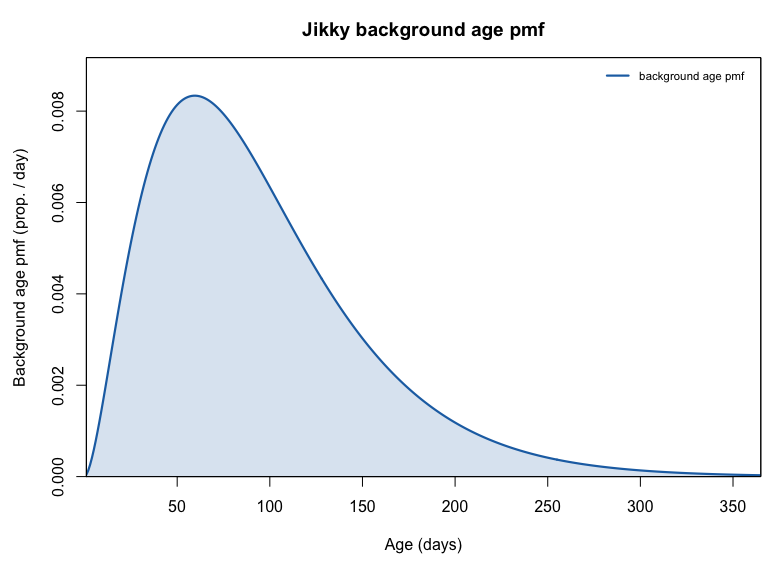 Jikky background age pmf
background age pmf
Background age pmf (prop. / day)
0.008
0.006
0.004
0.002
0.000
50 100 150 200 250 300 350
Age (days)